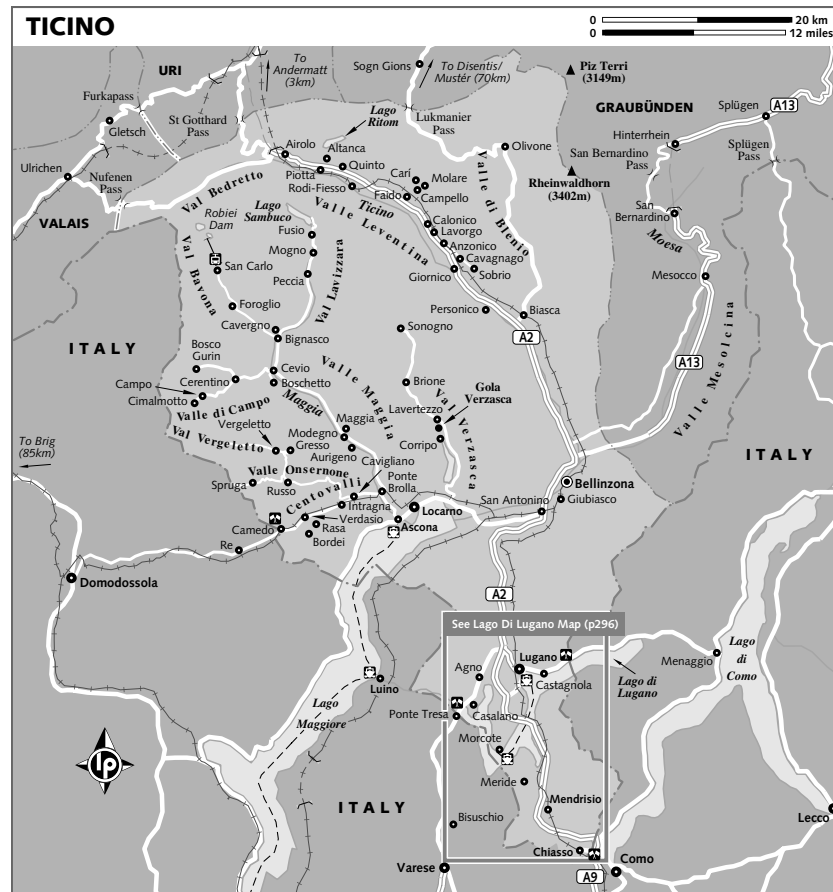 TICINO
0 20 km
0 12 miles
To
Andermatt
(3km)
Sogn Gions
To Disentis/
Mustér (70km)
Piz Terri
(3149m)
URI
Furkapass
Gletsch
St Gotthard
Pass
Lago
Ritom
Lukmanier
Pass
GRAUBÜNDEN
Splügen
A13
Hinterrhein
San Bernardino
Pass
Splügen
Pass
Ulrichen
Nufenen
Pass
VALAIS
Airolo
Altanca
Quinto
Piotta
Rodi-Fiesso
Carì
Molare
Faido
Campello
Olivone
Rheinwaldhorn
(3402m)
San
Bernardino
Moesa
Mesocco
Val Bedretto
Robiei
Dam
Lago
Sambuco
Fusio
Mogno
Peccia
San Carlo
Val Bavona
Val Lavizzara
Foroglio
Cavergno
Bignasco
Ticino
Valle Leventina
Valle di Blenio
Calonico
Lavorgo
Anzonico
Cavagnago
Giornico
Sobrio
Personico
Biasca
A2
A13
Valle Mesolcina
ITALY
Bosco
Gurin
Cevio
Cerentino
Boschetto
Campo
Cimalmotto
Valle di Campo
Val Vergeletto
Vergeletto
Maggia
Valle Maggia
Sonogno
Brione
Gola
Verzasca
Lavertezzo
Corripo
Val Verzasca
Maggia
Modegno
Gresso
Aurigeno
Cavigliano
Valle Onsernone
Ponte
Brolla
Spruga
Russo
Centovalli
Intragna
Locarno
Verdasio
Ascona
Camedo
Rasa
Bordei
Re
To Brig
(85km)
Domodossola
ITALY
Bellinzona
San Antonino
Giubiasco
A2
See Lago Di Lugano Map (p296)
Lugano
Agno
Castagnola
Lago di
Lugano
Menaggio
Lago
di
Como
Luino
Lago
Maggiore
Ponte Tresa
Casalano
Morcote
Meride
Mendrisio
Bisuschio
lp
ITALY
Chiasso
Como
Lecco
Varese
A9